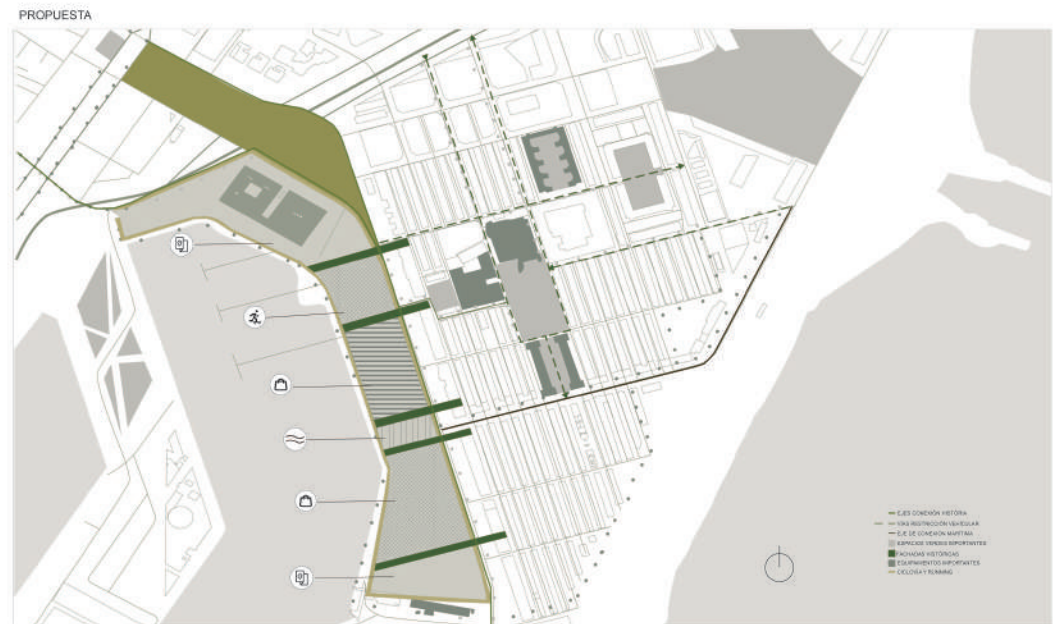 PROPUESTA
EJES CONEXIÓN HISTÓRIA
VÍAS RESTRICCIÓN VEHICULAR
EJE DE CONEXIÓN MARÍTIMA
ESPACIOS VERDES IMPORTANTES
FACHADAS HISTÓRICAS
EQUIPAMIENTOS IMPORTANTES
CICLOVÍA Y RUNNING